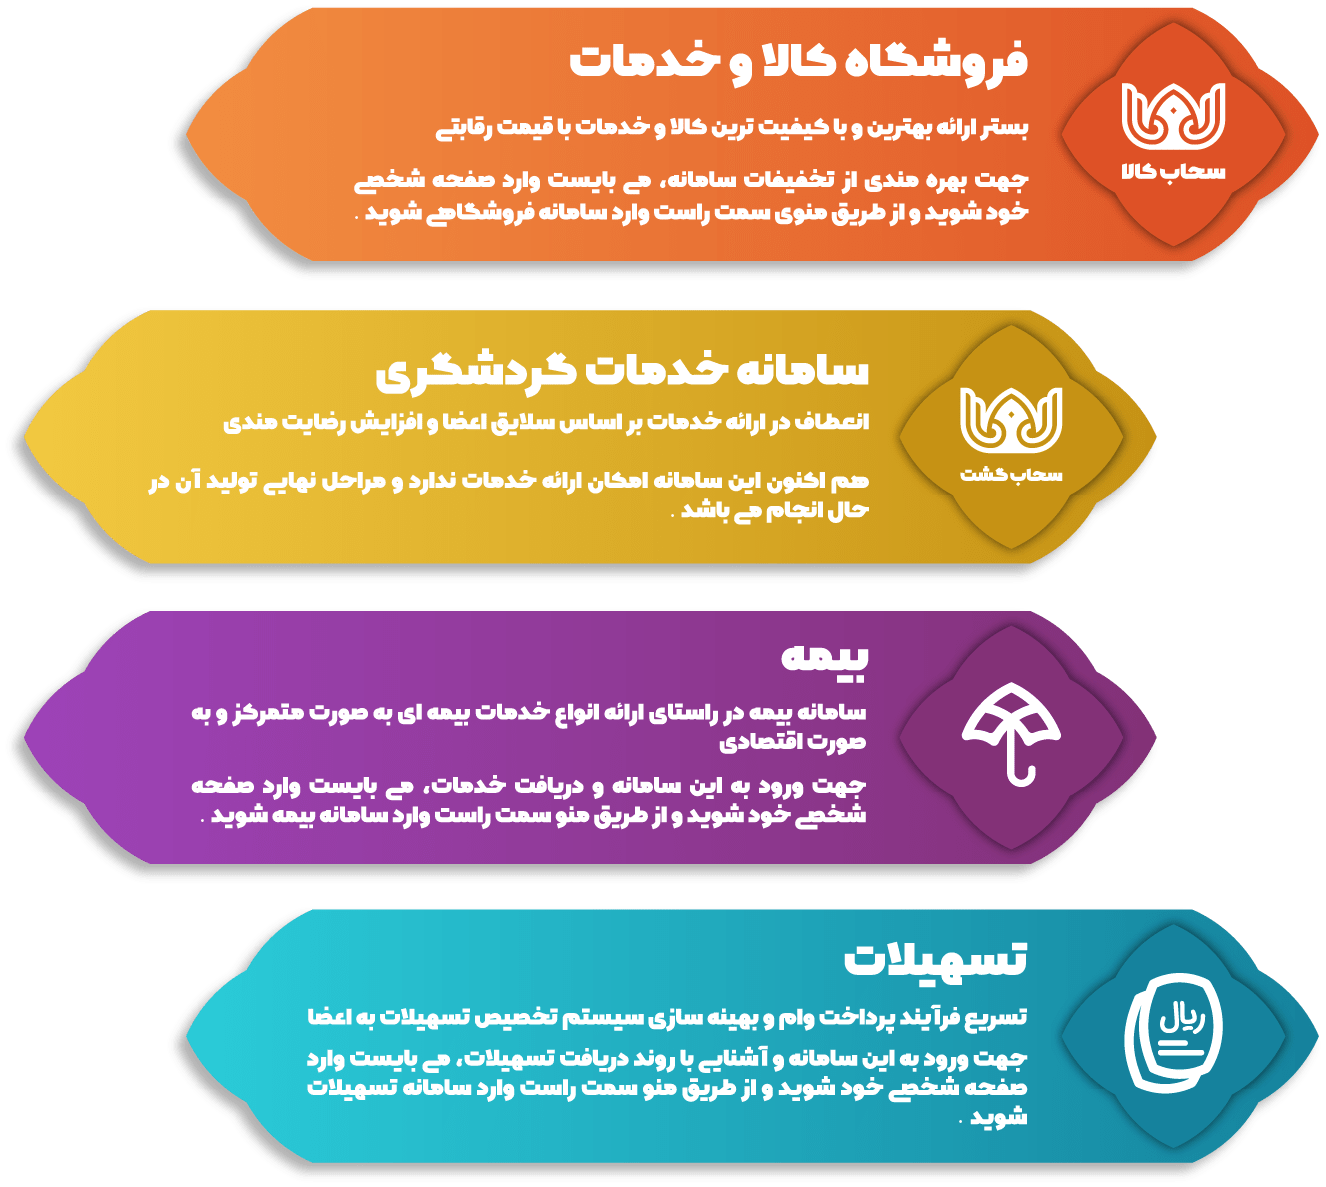 فروشگاه کالا و خدمات
بستر ارائه بهترین و با کیفیت ترین کالا و خدمات با قیمت رقابتی
جهت بهره مندی از تخفیفات سامانه، می بایست وارد صفحه شخصی
خود شوید و از طریق منوی سمت راست وارد سامانه فروشگاهی شوید .
سحاب کالا
سامانه خدمات گردشگری
انعطاف در ارائه خدمات بر اساس سلایق اعضا و افزایش رضایت مندی
هم اکنون این سامانه امکان ارائه خدمات ندارد و مراحل نهایی تولید آن در
حال انجام می باشد .
سحاب گشت
بیمه
سامانه بیمه در راستای ارائه انواع خدمات بیمه ای به صورت متمرکز و به
صورت اقتصادی
جهت ورود به این سامانه و دریافت خدمات، می بایست وارد صفحه
شخصی خود شوید و از طریق منو سمت راست وارد سامانه بیمه شوید .
تسهیلات
تسریع فرآیند پرداخت وام و بهینه سازی سیستم تخصیص تسهیلات به اعضا
جهت ورود به این سامانه و آشنایی با روند دریافت تسهیلات، می بایست وارد
صفحه شخصی خود شوید و از طریق منو سمت راست وارد سامانه تسهیلات
شوید .
ریال